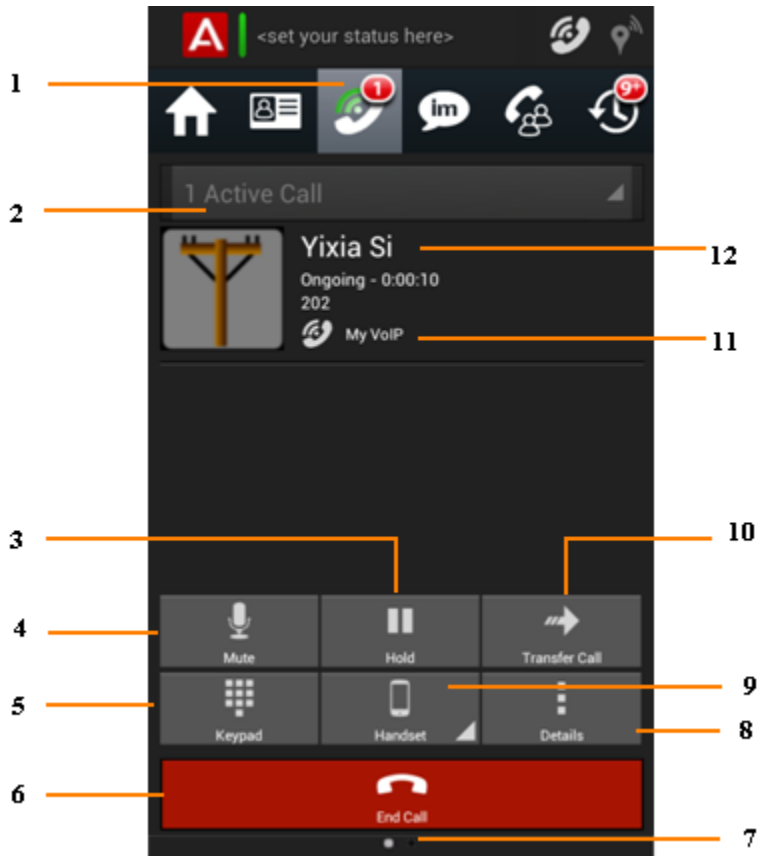 A <set your status here>
1
1 im 9+
1 Active Call
2
Yixia Si
12
Ongoing - 0:00:10
202
My VoIP
11
3
10
4
Mute Hold Transfer Call
9
5
Keypad Handset Details
8
6
End Call
7